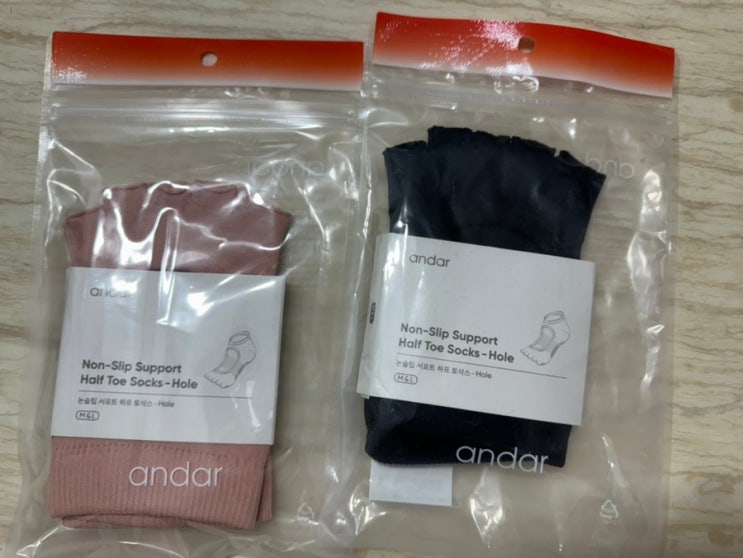 andar
andar
Non-Slip Support
Half Toe Socks-Hole
논슬립 서포트 하프 토삭스 - Hole
M&L
andar
andar
andar
Non-Slip Support
Half Toe Socks-Hole
논슬립 서포트 하프 토삭스 - Hole
M&L
andar